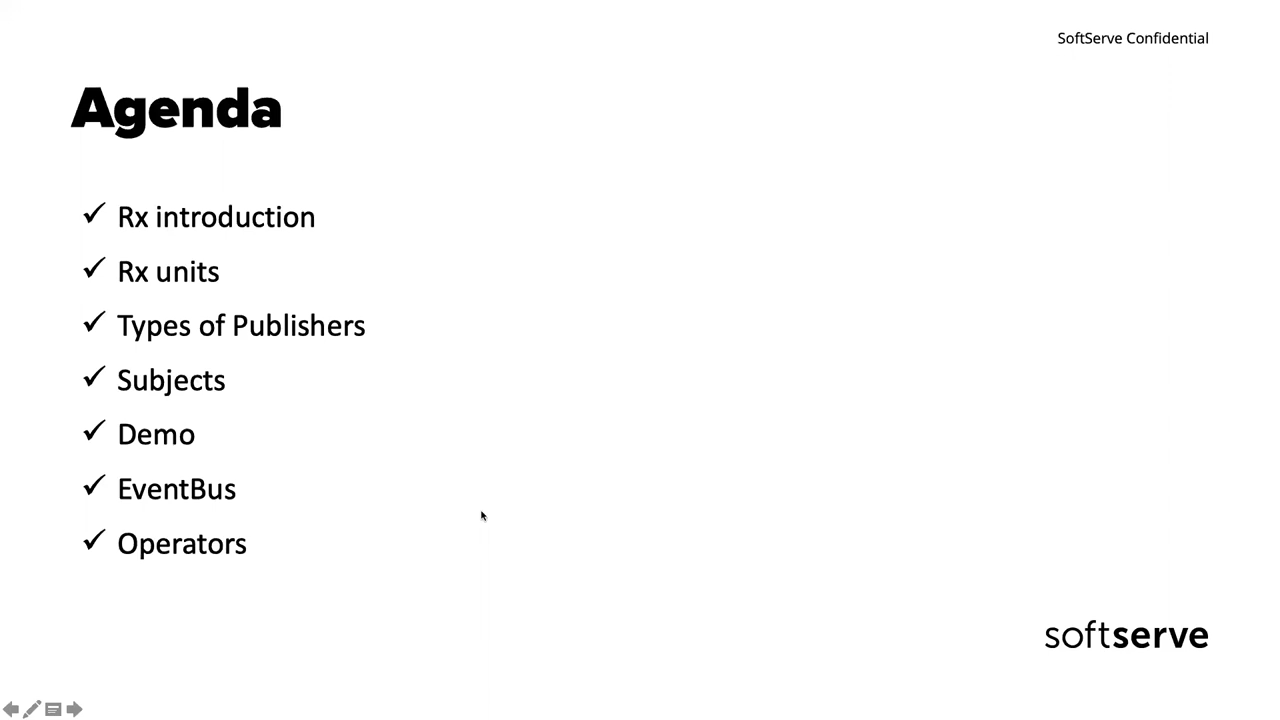 SoftServe Confidential
Agenda
✓ Rx introduction
✓ Rx units
✓ Types of Publishers
✓ Subjects
✓ Demo
✓ EventBus
✓ Operators
softserve